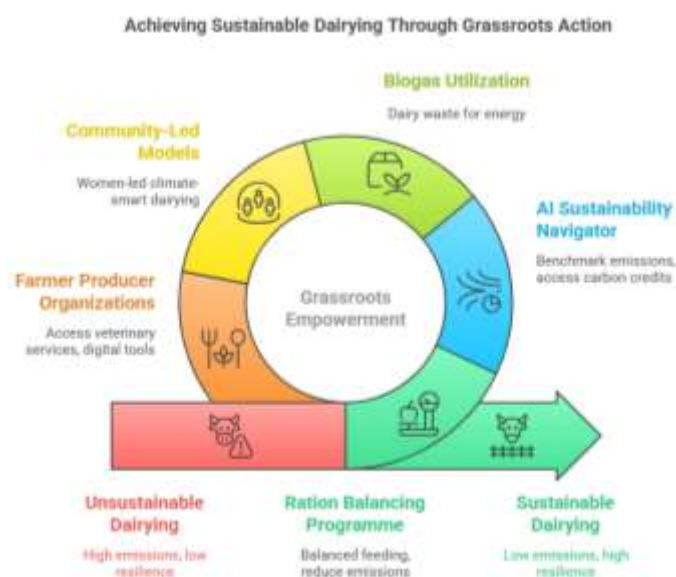 Achieving Sustainable Dairying Through Grassroots Action
Biogas Utilization
Dairy waste for energy
Community-Led
Models
Women-led climate-
smart dairying
AI Sustainability
Navigator
Benchmark emissions,
access carbon credits
Farmer Producer
Organizations
Access veterinary
services, digital tools
Grassroots
Empowerment
Unsustainable
Dairying
High emissions, low
resilience
Ration Balancing
Programme
Balanced feeding,
reduce emissions
Sustainable
Dairying
Low emissions, high
resilience